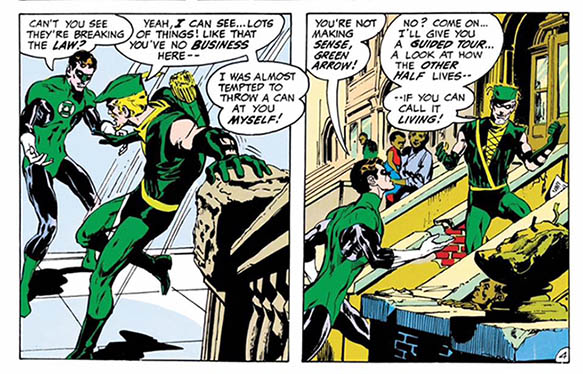 CAN'T YOU SEE
THEY'RE BREAKING
THE LAW?
YEAH, I CAN SEE...LOTS
OF THINGS! LIKE THAT
YOU'VE NO BUSINESS
HERE--
I WAS ALMOST
TEMPTED TO
THROW A CAN
AT YOU
MYSELF!
YOU'RE NOT
MAKING
SENSE,
GREEN
ARROW!
NO? COME ON...
I'LL GIVE YOU
A GUIDED TOUR...
A LOOK AT HOW
THE OTHER
HALF LIVES--
--IF YOU CAN
CALL IT
LIVING!
4